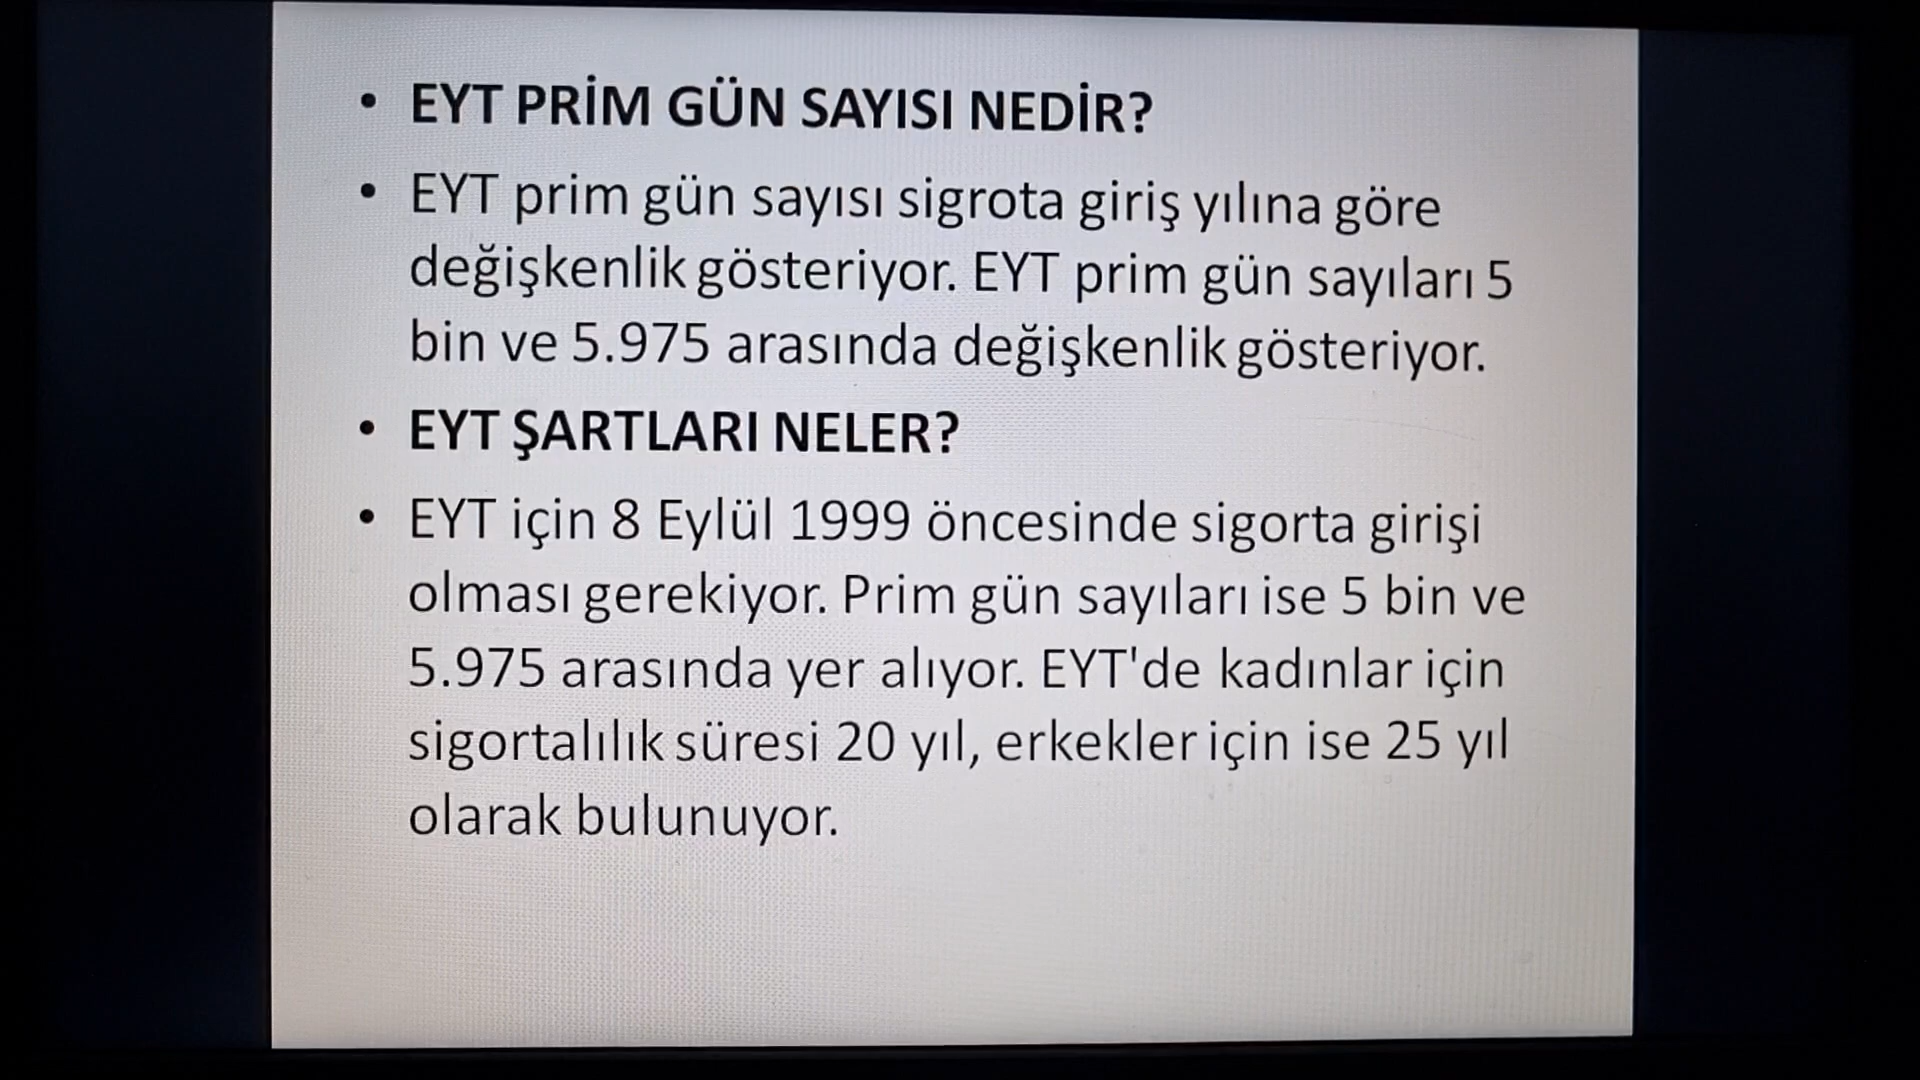 • EYT PRİM GÜN SAYISI NEDİR?
• EYT prim gün sayısı sigrota giriş yılına göre
değişkenlik gösteriyor. EYT prim gün sayıları 5
bin ve 5.975 arasında değişkenlik gösteriyor.
• EYT ŞARTLARI NELER?
• EYT için 8 Eylül 1999 öncesinde sigorta girişi
olması gerekiyor. Prim gün sayıları ise 5 bin ve
5.975 arasında yer alıyor. EYT'de kadınlar için
sigortalılık süresi 20 yıl, erkekler için ise 25 yıl
olarak bulunuyor.